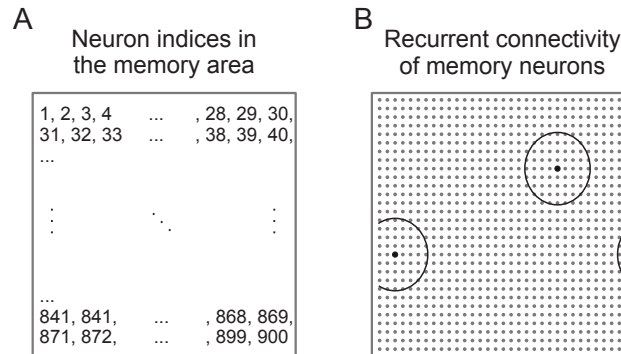 A
Neuron indices in
the memory area
1, 2, 3, 4 ... , 28, 29, 30,
31, 32, 33 ... , 38, 39, 40,
...
...
841, 841, ... , 868, 869,
871, 872, ... , 899, 900
B
Recurrent connectivity
of memory neurons